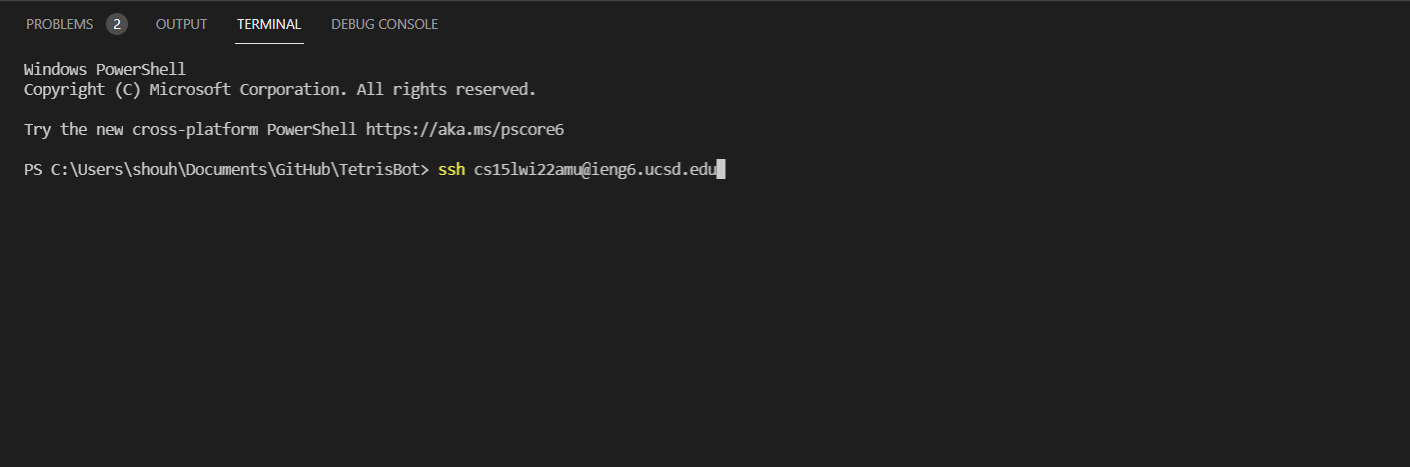 PROBLEMS 2 OUTPUT TERMINAL DEBUG CONSOLE
Windows PowerShell
Copyright (C) Microsoft Corporation. All rights reserved.
Try the new cross-platform PowerShell https://aka.ms/pscore6
PS C:\Users\shouh\Documents\GitHub\TetrisBot> ssh cs15lwi22amu@ieng6.ucsd.edu